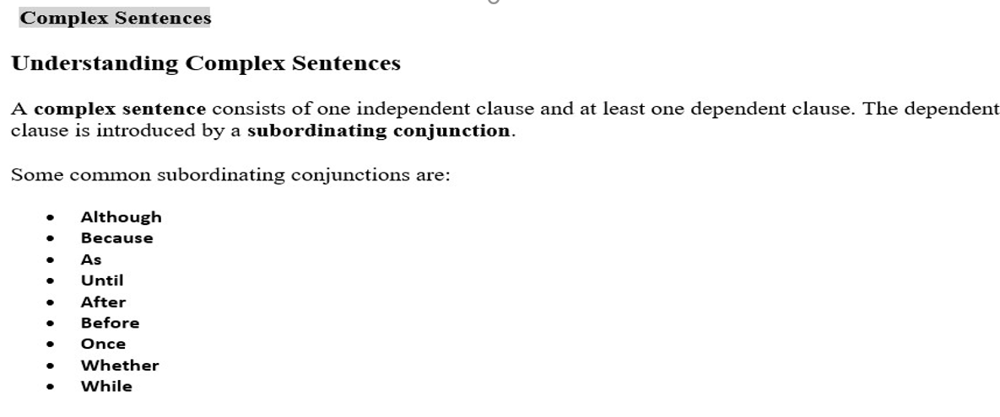 Complex Sentences
Understanding Complex Sentences
A complex sentence consists of one independent clause and at least one dependent clause. The dependent
clause is introduced by a subordinating conjunction.
Some common subordinating conjunctions are:
• Although
• Because
• As
• Until
• After
• Before
• Once
• Whether
• While